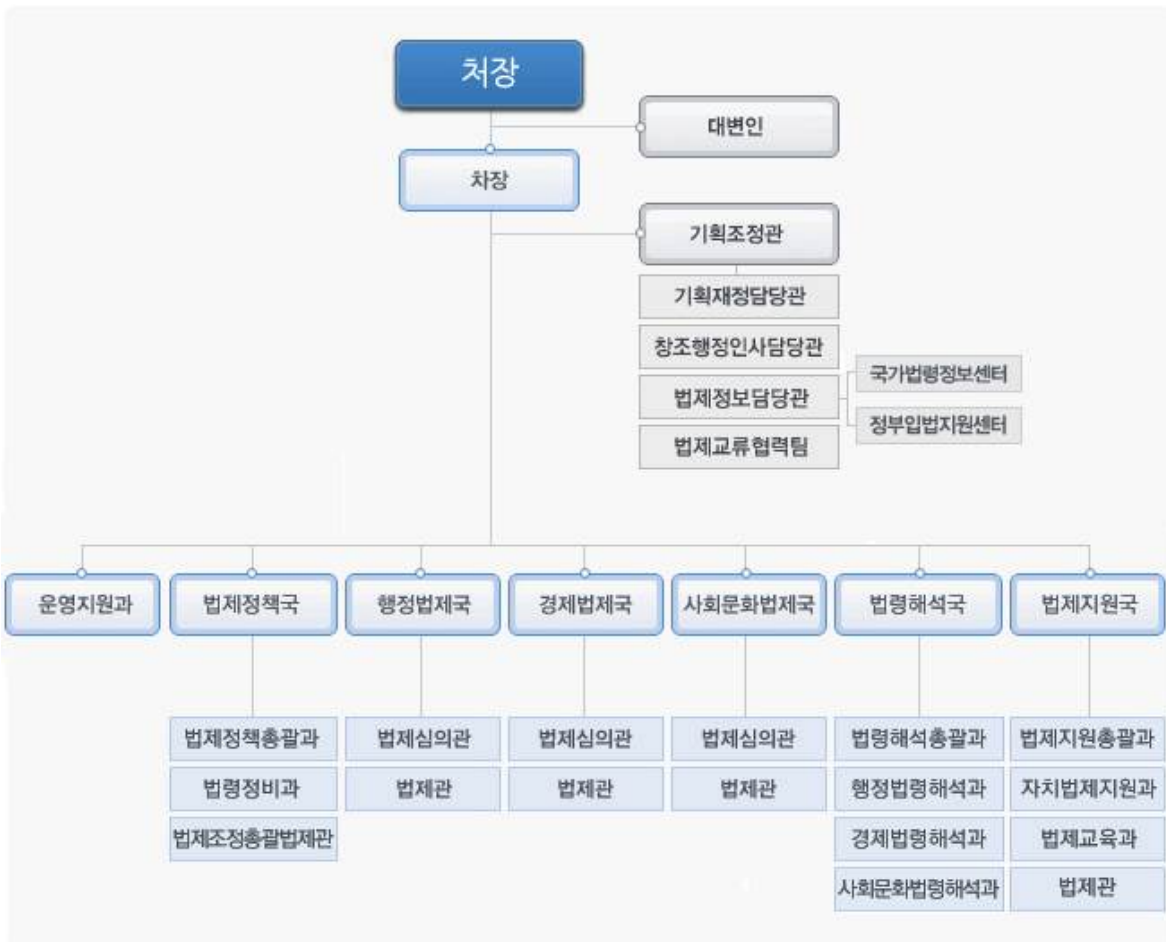 처장
대변인
차장
기획조정관
기획재정담당관
창조행정인사담당관
법제정보담당관
국가법령정보센터
정부입법지원센터
법제교류협력팀
운영지원과
법제정책국
행정법제국
경제법제국
사회문화법제국
법령해석국
법제지원국
법제정책총괄과
법제심의관
법제심의관
법제심의관
법령해석총괄과
법제지원총괄과
법령정비과
법제관
법제관
법제관
행정법령해석과
자치법제지원과
법제조정총괄법제관
경제법령해석과
법제교육과
사회문화법령해석과
법제관